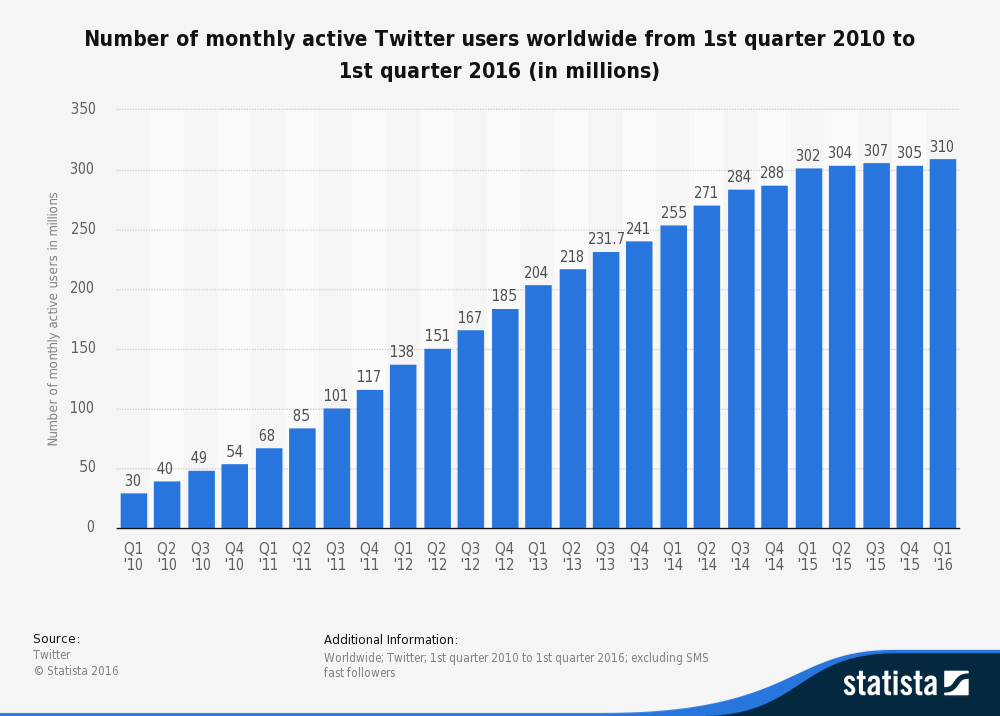 Number of monthly active Twitter users worldwide from 1st quarter 2010 to
1st quarter 2016 (in millions)
Number of monthly active users in millions
350
300
250
200
150
100
50
0
30 40 49 54 68 85 101 117 138 151 167 185 204 218 231.7 241 255 271 284 288 302 304 307 305 310
Q1 Q2 Q3 Q4 Q1 Q2 Q3 Q4 Q1 Q2 Q3 Q4 Q1 Q2 Q3 Q4 Q1 Q2 Q3 Q4 Q1 Q2 Q3 Q4 Q1
'10 '10 '10 '10 '11 '11 '11 '11 '12 '12 '12 '12 '13 '13 '13 '13 '14 '14 '14 '14 '15 '15 '15 '15 '16
Source:
Twitter
© Statista 2016
Additional Information:
Worldwide; Twitter; 1st quarter 2010 to 1st quarter 2016; excluding SMS
fast followers
statista